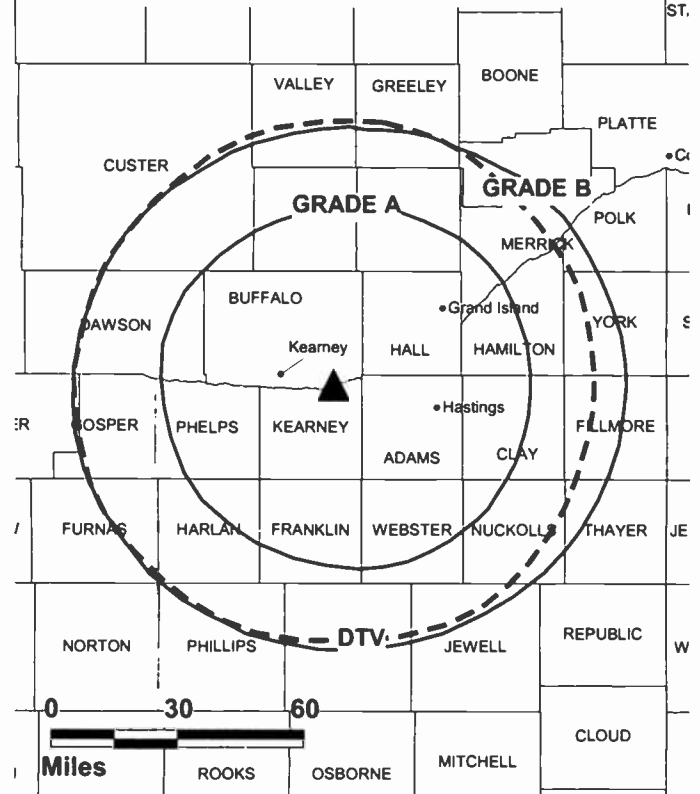 ST.
BOONE
VALLEY
GREELEY
PLATTE
CUSTER
Co
GRADE B
GRADE A
POLK
MERRICK
BUFFALO
Grand Island
DAWSON
YORK
S
Kearney
HALL
HAMILTON
Hastings
ER
GOSPER
PHELPS
KEARNEY
FILLMORE
ADAMS
CLAY
FURNAS
HARLAN
FRANKLIN
WEBSTER
NUCKOLLS
THAYER
JE
DTV
REPUBLIC
NORTON
PHILLIPS
JEWELL
W
0 30 60
CLOUD
Miles
MITCHELL
ROOKS
OSBORNE